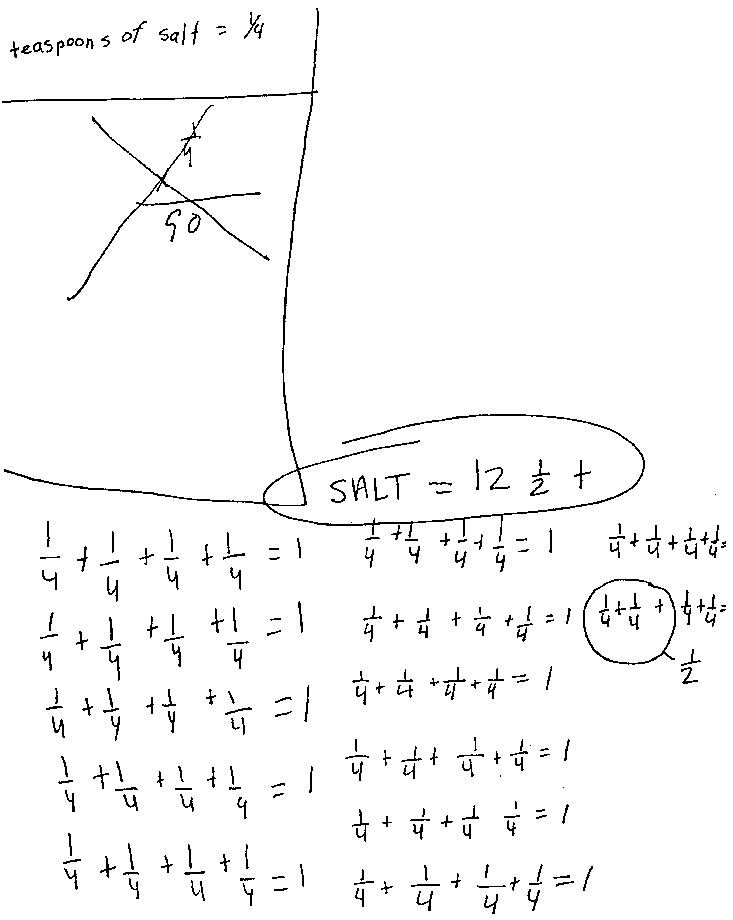 teaspoons of salt = 1/4
1/4
50
SALT = 12 1/2 t
1/4 + 1/4 + 1/4 + 1/4 = 1
1/4 + 1/4 + 1/4 + 1/4 = 1
1/4 + 1/4 + 1/4 + 1/4 =
1/4 + 1/4 + 1/4 + 1/4 = 1
1/4 + 1/4 + 1/4 + 1/4 = 1
1/4 + 1/4 + 1/4 + 1/4 =
1/2
1/4 + 1/4 + 1/4 + 1/4 = 1
1/4 + 1/4 + 1/4 + 1/4 = 1
1/4 + 1/4 + 1/4 + 1/4 = 1
1/4 + 1/4 + 1/4 + 1/4 = 1
1/4 + 1/4 + 1/4 1/4 = 1
1/4 + 1/4 + 1/4 + 1/4 = 1
1/4 + 1/4 + 1/4 + 1/4 = 1